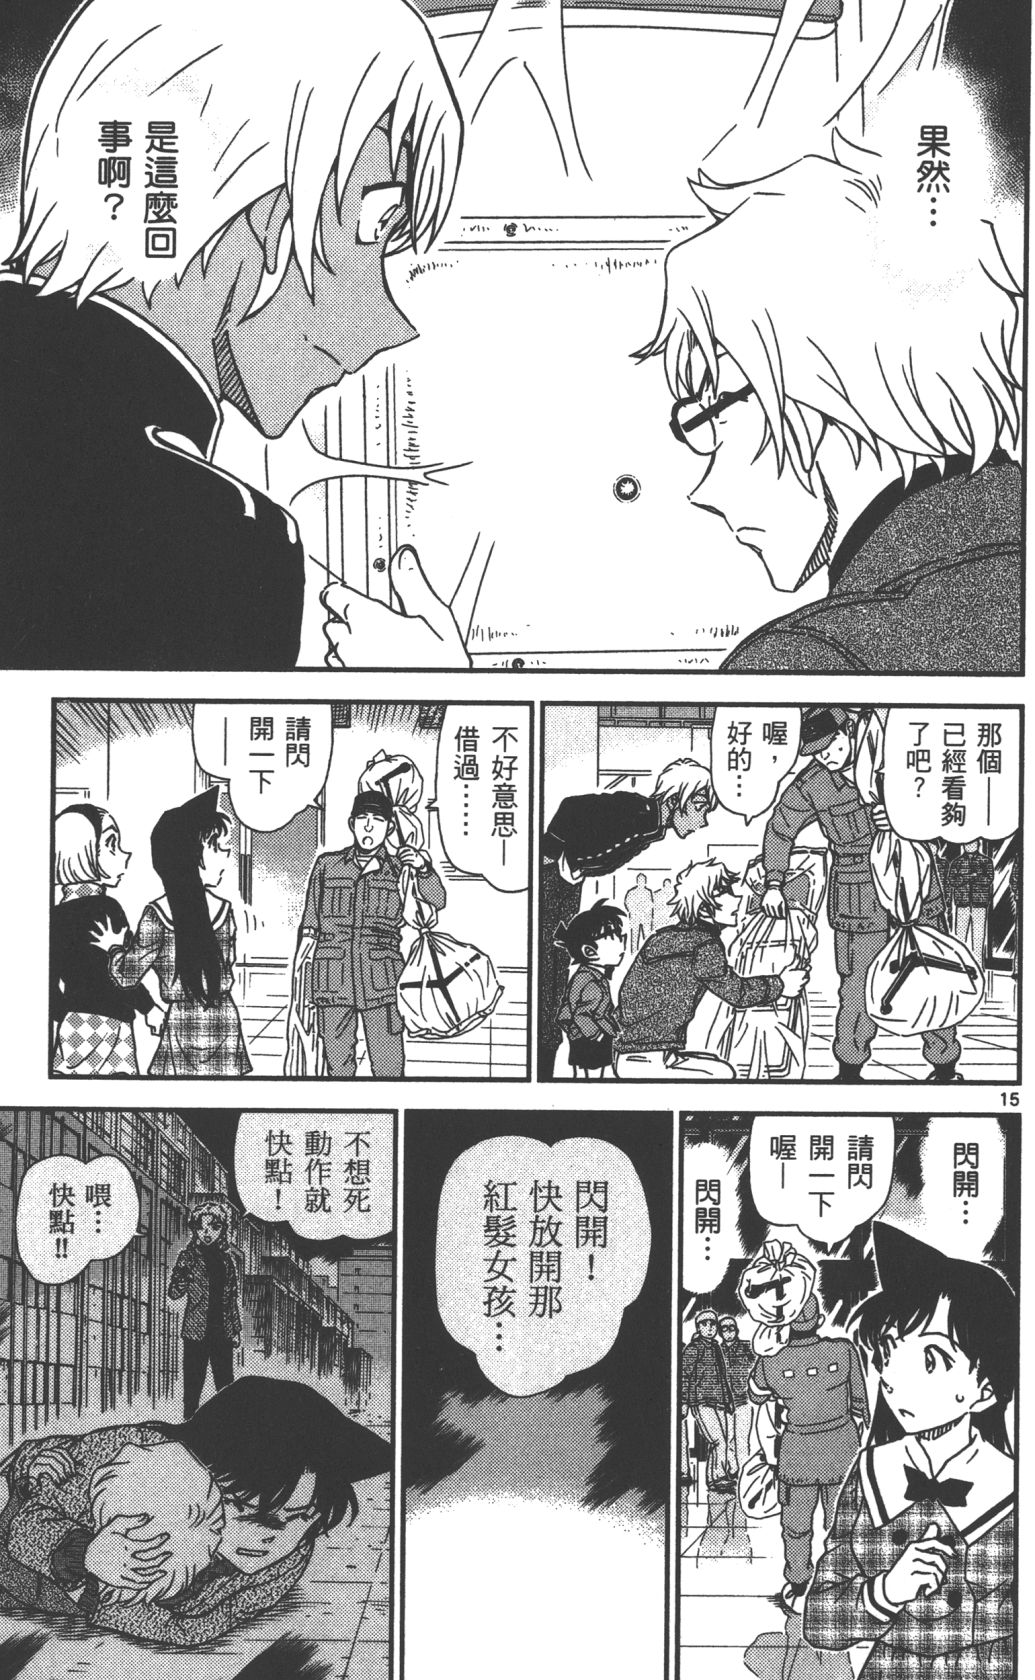 果然…
是這麼回
事啊？
那個——
已經看夠
了吧？
喔，
好的…
不好意思—
借過……
請閃
開一下
——
15
閃開…
請閃
開一下
喔—
閃開…
閃開！
快放開那
紅髮女孩…
不想死
動作就
快點！
喂…
快點!!